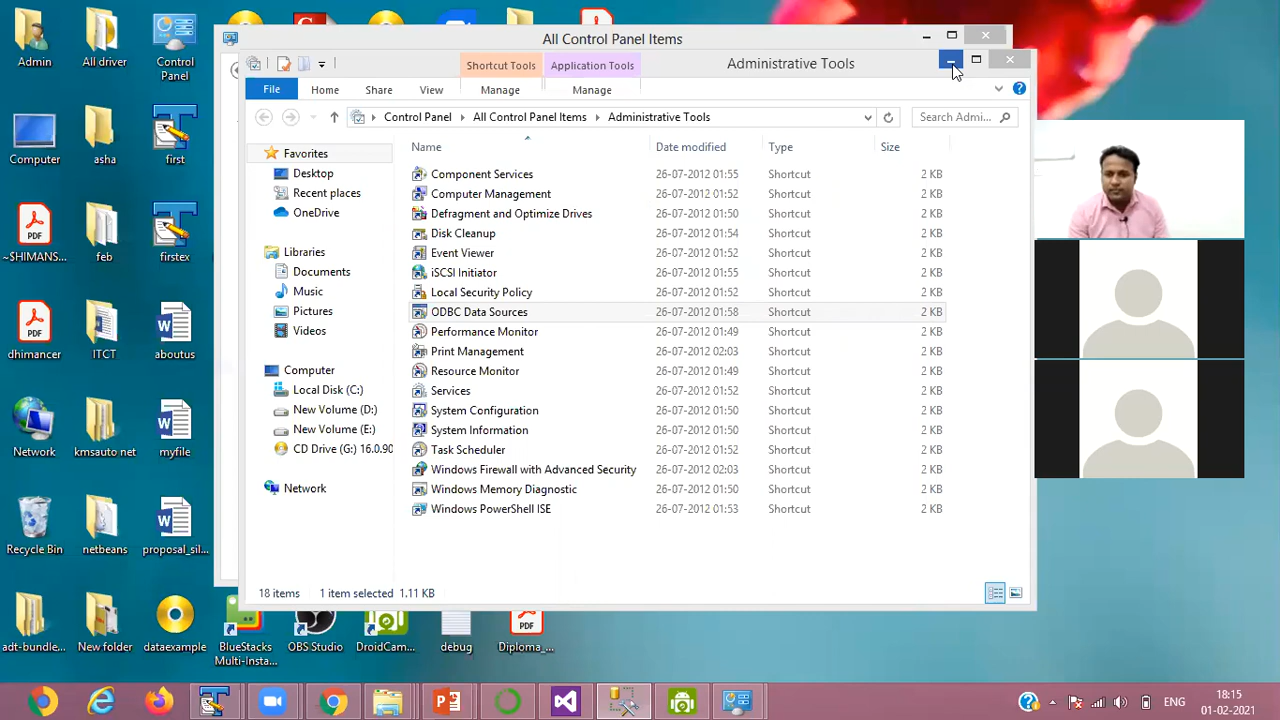 All Control Panel Items
Shortcut Tools
Application Tools
Administrative Tools
File
Home
Share
View
Manage
Manage
Control Panel
All Control Panel Items
Administrative Tools
Search Admi...
Name
Date modified
Type
Size
Favorites
Desktop
Recent places
OneDrive
Libraries
Documents
Music
Pictures
Videos
Computer
Local Disk (C:)
New Volume (D:)
New Volume (E:)
CD Drive (G:) 16.0.90
Network
Component Services 26-07-2012 01:55 Shortcut 2 KB
Computer Management 26-07-2012 01:52 Shortcut 2 KB
Defragment and Optimize Drives 26-07-2012 01:50 Shortcut 2 KB
Disk Cleanup 26-07-2012 01:54 Shortcut 2 KB
Event Viewer 26-07-2012 01:52 Shortcut 2 KB
iSCSI Initiator 26-07-2012 01:55 Shortcut 2 KB
Local Security Policy 26-07-2012 01:52 Shortcut 2 KB
ODBC Data Sources 26-07-2012 01:58 Shortcut 2 KB
Performance Monitor 26-07-2012 01:49 Shortcut 2 KB
Print Management 26-07-2012 02:03 Shortcut 2 KB
Resource Monitor 26-07-2012 01:49 Shortcut 2 KB
Services 26-07-2012 01:52 Shortcut 2 KB
System Configuration 26-07-2012 01:50 Shortcut 2 KB
System Information 26-07-2012 01:50 Shortcut 2 KB
Task Scheduler 26-07-2012 01:52 Shortcut 2 KB
Windows Firewall with Advanced Security 26-07-2012 02:03 Shortcut 2 KB
Windows Memory Diagnostic 26-07-2012 01:50 Shortcut 2 KB
Windows PowerShell ISE 26-07-2012 01:53 Shortcut 2 KB
18 items 1 item selected 1.11 KB
Admin
All driver
Control
Panel
Computer
asha
first
~SHIMANS...
feb
firstex
dhimancer
ITCT
aboutus
Network
kmsauto net
myfile
Recycle Bin
netbeans
proposal_sil...
adt-bundle...
New folder
dataexample
BlueStacks
Multi-Insta...
OBS Studio
DroidCam...
debug
Diploma_...
ENG
18:15
01-02-2021